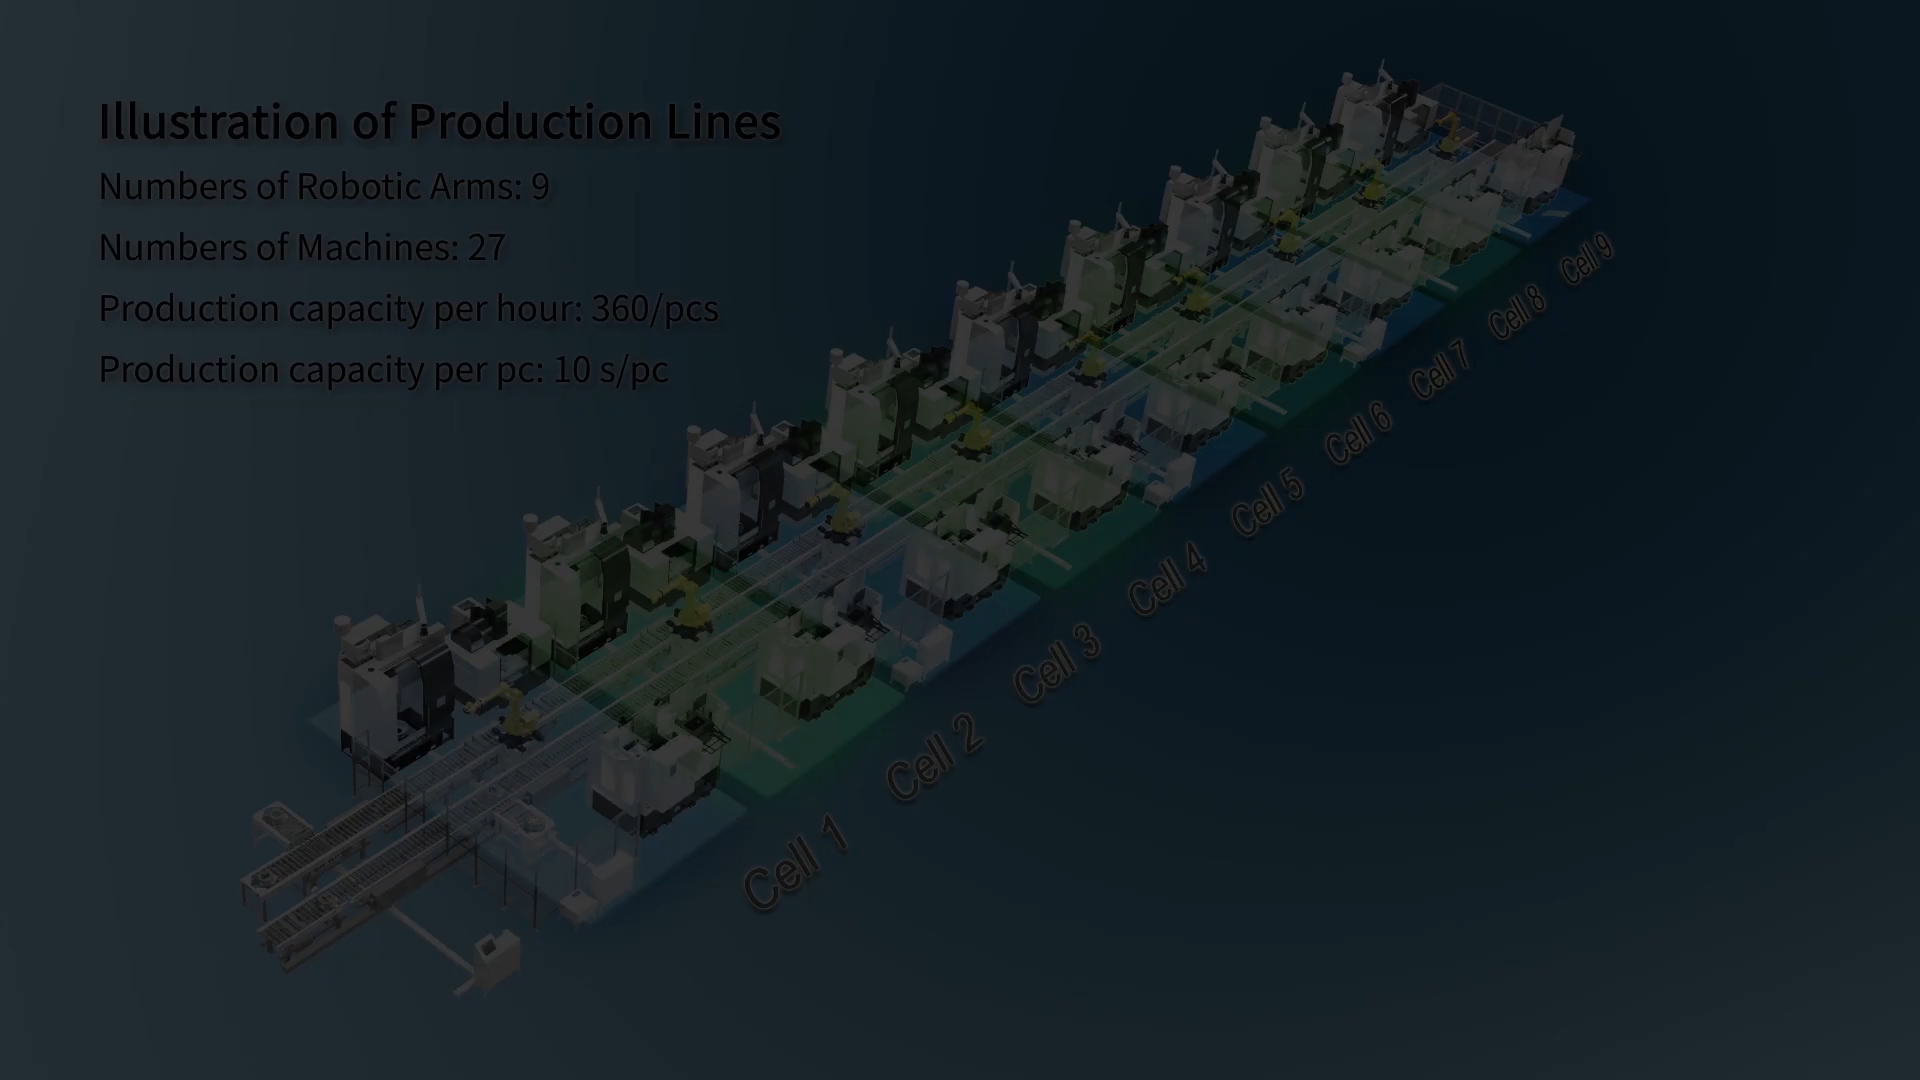 Illustration of Production Lines
Numbers of Robotic Arms: 9
Numbers of Machines: 27
Production capacity per hour: 360/pcs
Production capacity per pc: 10 s/pc
Cell 1
Cell 2
Cell 3
Cell 4
Cell 5
Cell 6
Cell 7
Cell 8
Cell 9